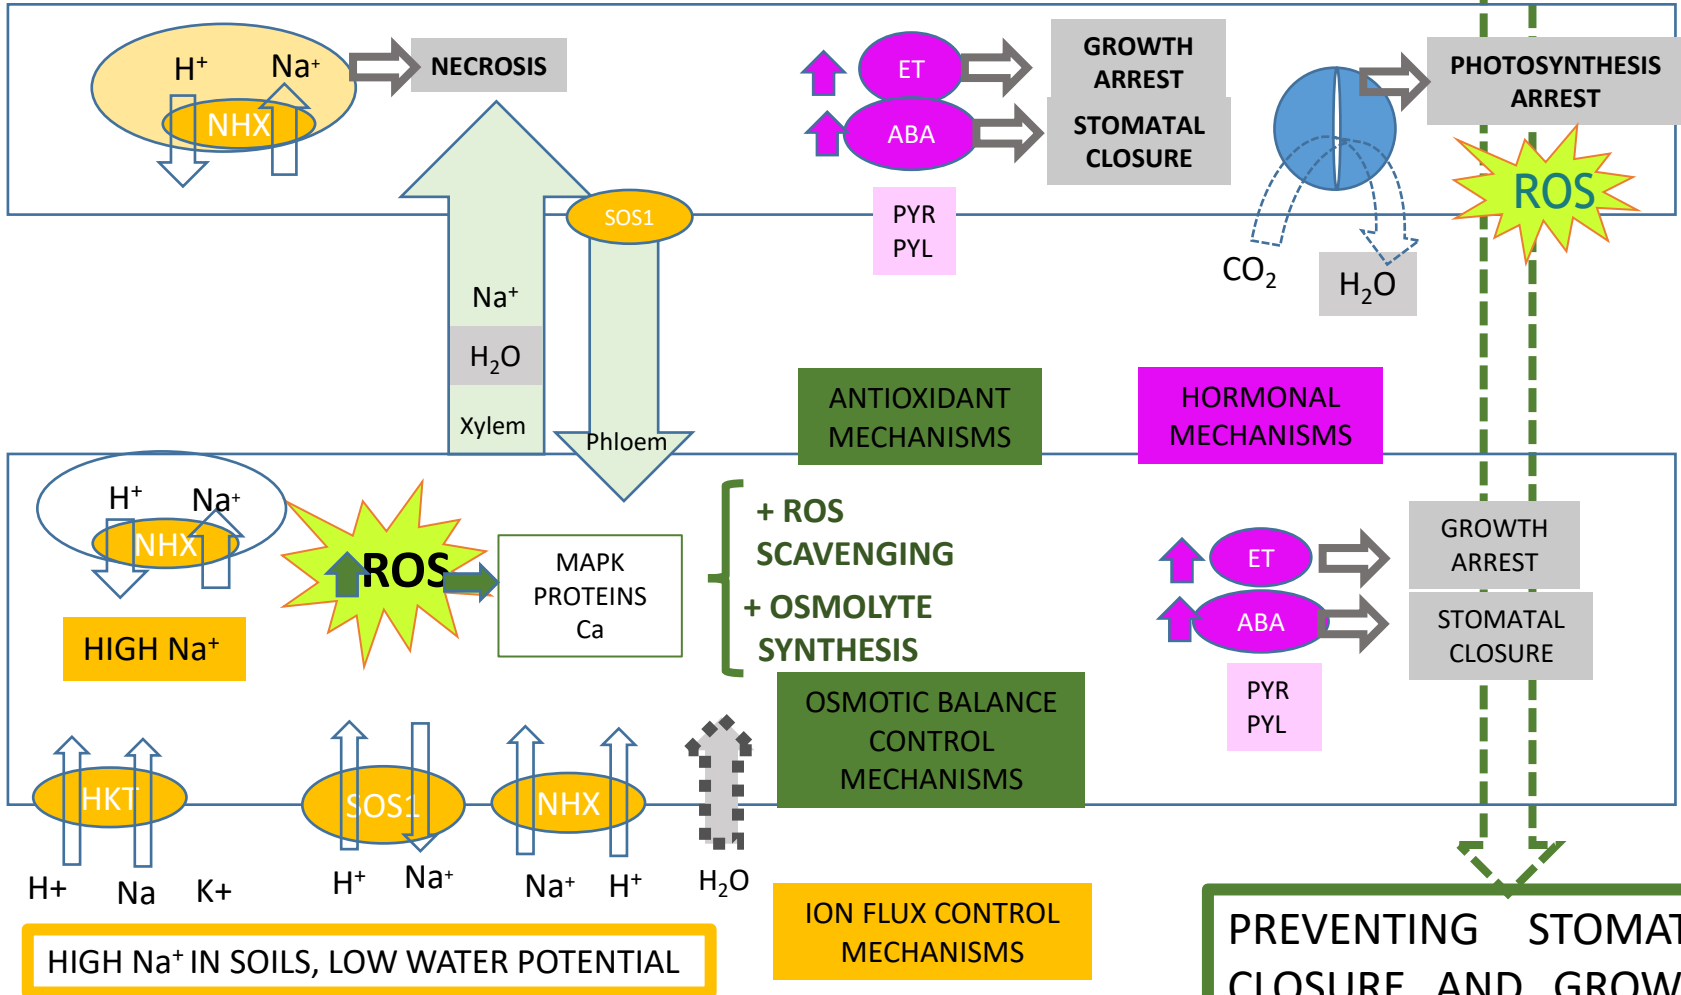 H⁺ Na⁺
NHX
NECROSIS
ET
ABA
GROWTH
ARREST
STOMATAL
CLOSURE
PYR
PYL
PHOTOSYNTHESIS
ARREST
ROS
CO₂
H₂O
SOS1
Na⁺
H₂O
Xylem
Phloem
ANTIOXIDANT
MECHANISMS
HORMONAL
MECHANISMS
H⁺ Na⁺
NHX
HIGH Na⁺
ROS
MAPK
PROTEINS
Ca
+ ROS
SCAVENGING
+ OSMOLYTE
SYNTHESIS
ET
ABA
GROWTH
ARREST
STOMATAL
CLOSURE
PYR
PYL
OSMOTIC BALANCE
CONTROL
MECHANISMS
HKT
SOS1
NHX
H+ Na K+
H⁺ Na⁺
Na⁺ H⁺
H₂O
ION FLUX CONTROL
MECHANISMS
HIGH Na⁺ IN SOILS, LOW WATER POTENTIAL
PREVENTING
CLOSURE AND